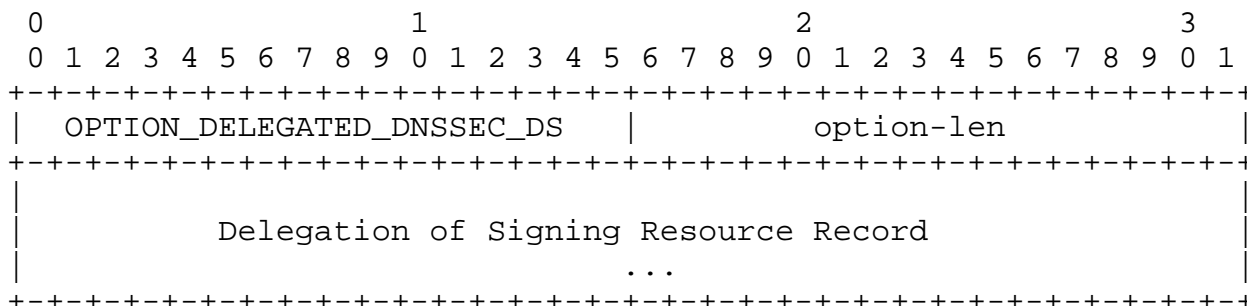 0                   1                   2                   3
 0 1 2 3 4 5 6 7 8 9 0 1 2 3 4 5 6 7 8 9 0 1 2 3 4 5 6 7 8 9 0 1
+-+-+-+-+-+-+-+-+-+-+-+-+-+-+-+-+-+-+-+-+-+-+-+-+-+-+-+-+-+-+-+-+
|  OPTION_DELEGATED_DNSSEC_DS   |         option-len            |
+-+-+-+-+-+-+-+-+-+-+-+-+-+-+-+-+-+-+-+-+-+-+-+-+-+-+-+-+-+-+-+-+
|                                                               |
|          Delegation of Signing Resource Record                |
|                               ...                             |
+-+-+-+-+-+-+-+-+-+-+-+-+-+-+-+-+-+-+-+-+-+-+-+-+-+-+-+-+-+-+-+-+